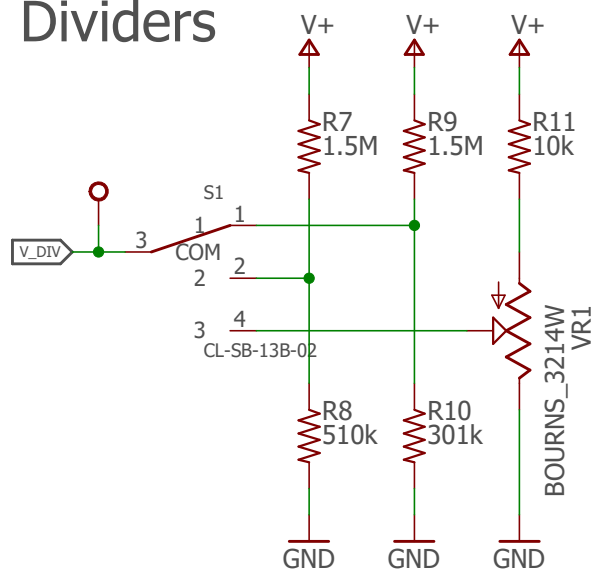 Dividers
V+ V+ V+
R7 R9 R11
1.5M 1.5M 10k
S1
1 1
V_DIV 3 COM
2 2
3 4
CL-SB-13B-02
BOURNS_3214W
VR1
R8 R10
510k 301k
GND GND GND